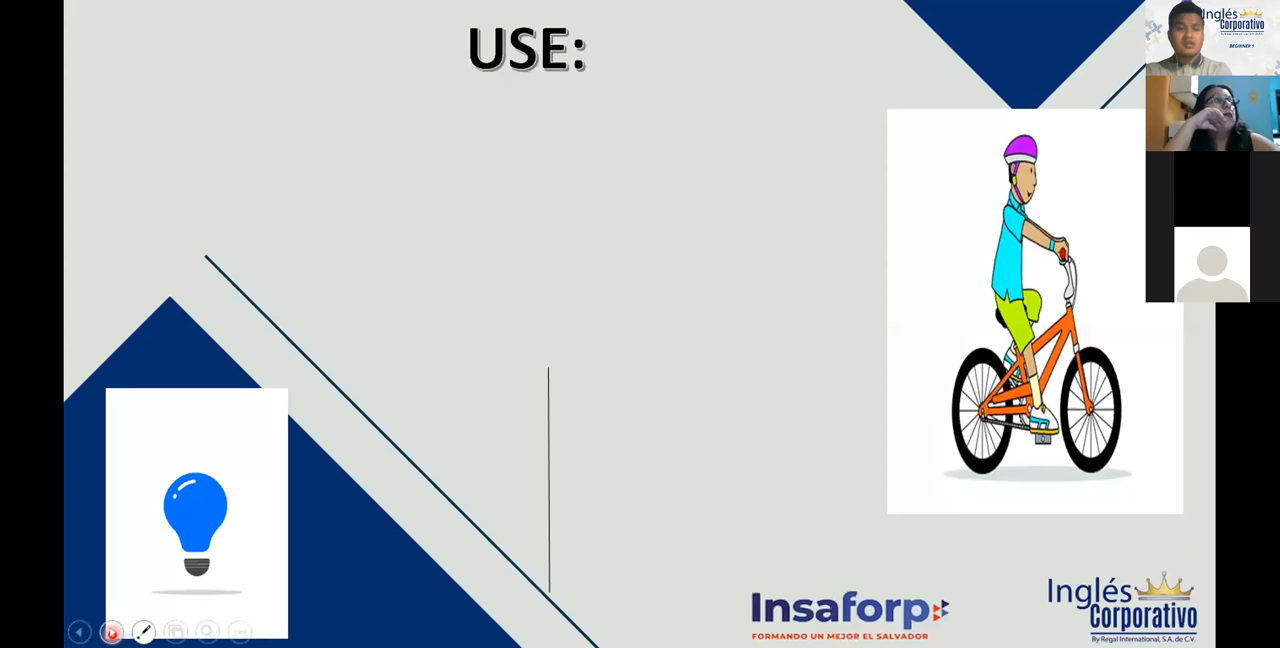 USE:
Inglés
Corporativo
BEGINNER 1
Insaforp
FORMANDO UN MEJOR EL SALVADOR
Inglés
Corporativo
By Regal International, S.A. de C.V.